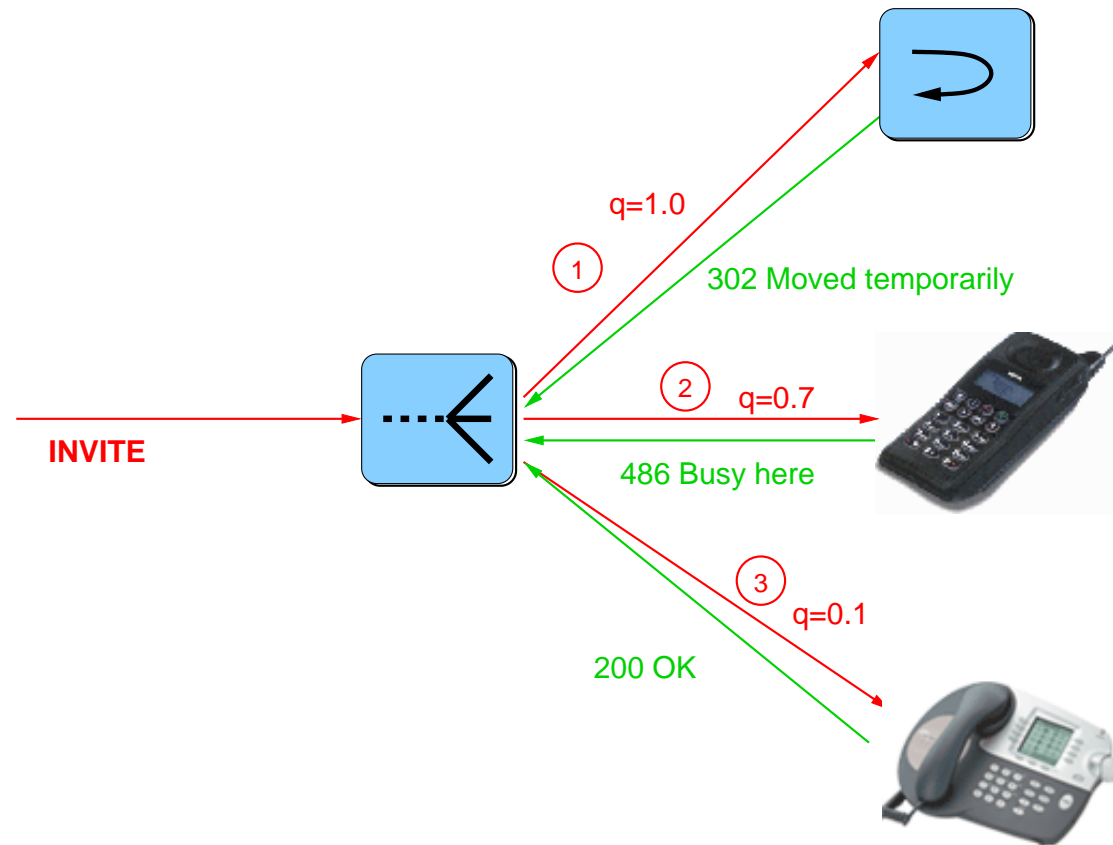 q=1.0
1
302 Moved temporarily
2
q=0.7
INVITE
486 Busy here
3
q=0.1
200 OK